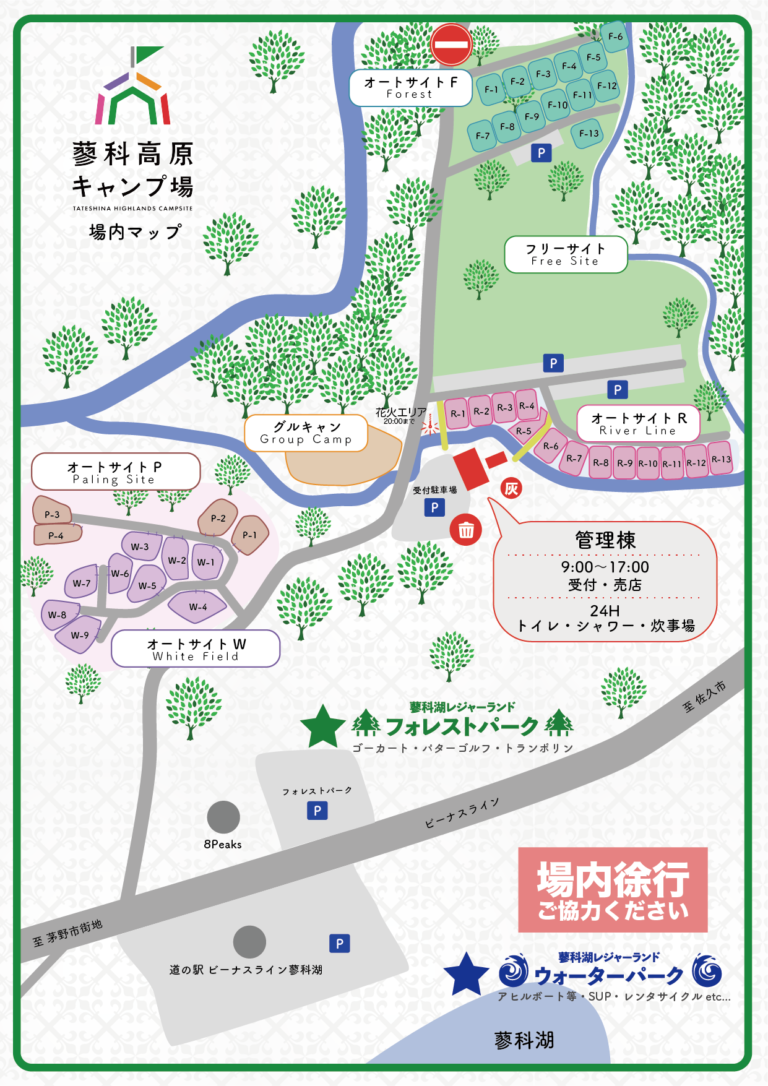 蓼科高原
キャンプ場
TATESHINA HIGHLANDS CAMPSITE
場内マップ
オートサイトF
Forest
F-1
F-2
F-3
F-4
F-5
F-6
F-7
F-8
F-9
F-10
F-11
F-12
F-13
P
フリーサイト
Free Site
P
P
花火エリア
20:00まで
R-1
R-2
R-3
R-4
R-5
R-6
R-7
R-8
R-9
R-10
R-11
R-12
R-13
オートサイトR
River Line
グルキャン
Group Camp
オートサイトP
Paling Site
P-3
P-4
P-2
P-1
W-3
W-2
W-1
W-6
W-7
W-5
W-4
W-8
W-9
オートサイトW
White Field
受付駐車場
P
灰
管理棟
9:00〜17:00
受付・売店
24H
トイレ・シャワー・炊事場
至 佐久市
蓼科湖レジャーランド
フォレストパーク
ゴーカート・パターゴルフ・トランポリン
フォレストパーク
P
8Peaks
ビーナスライン
場内徐行
ご協力ください
至 茅野市街地
P
道の駅 ビーナスライン蓼科湖
蓼科湖レジャーランド
ウォーターパーク
アヒルボート等・SUP・レンタサイクル etc...
蓼科湖